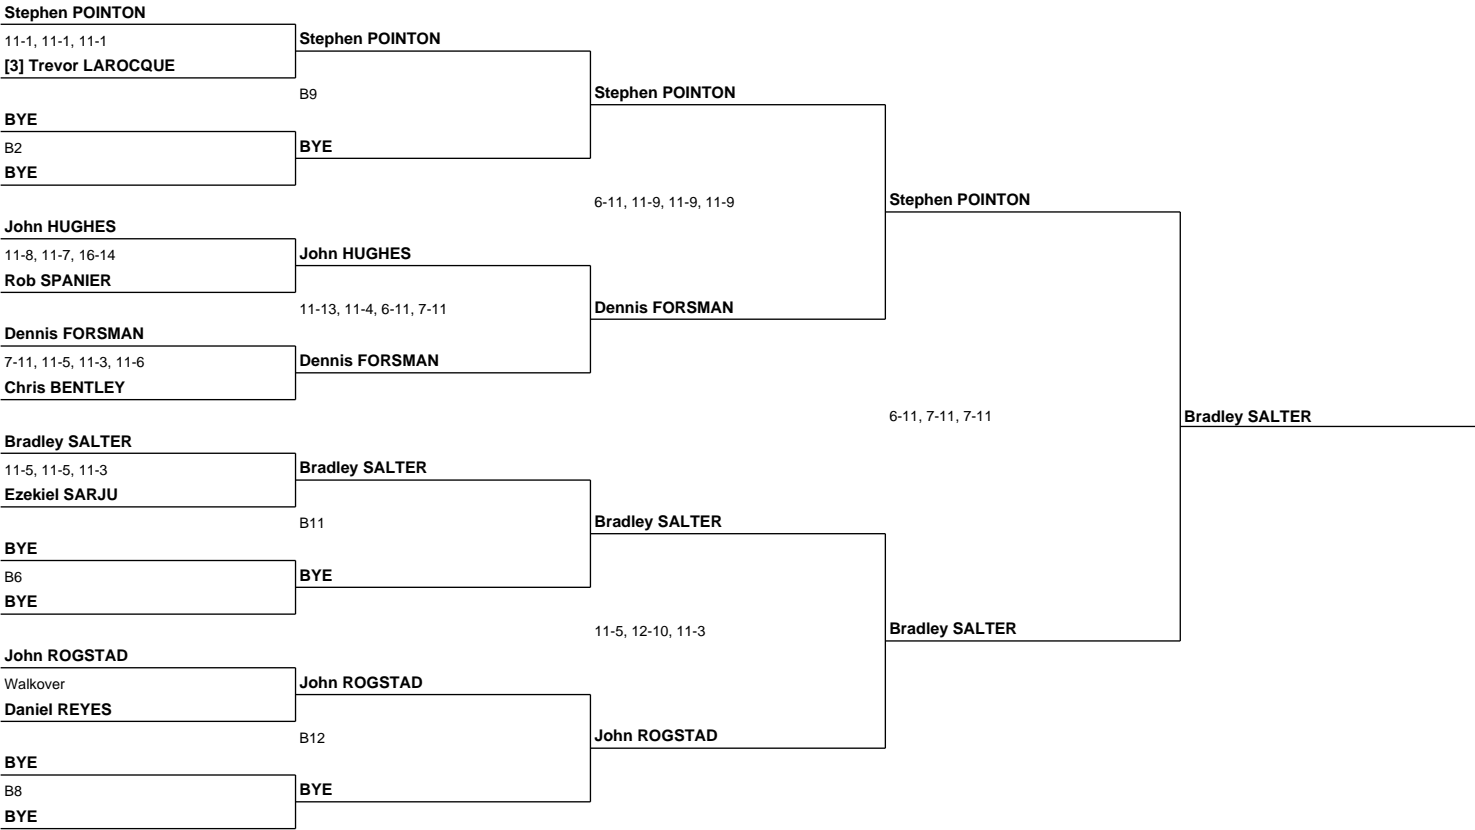 Stephen POINTON
11-1, 11-1, 11-1
[3] Trevor LAROCQUE
BYE
B2
BYE
John HUGHES
11-8, 11-7, 16-14
Rob SPANIER
Dennis FORSMAN
7-11, 11-5, 11-3, 11-6
Chris BENTLEY
Bradley SALTER
11-5, 11-5, 11-3
Ezekiel SARJU
BYE
B6
BYE
John ROGSTAD
Walkover
Daniel REYES
BYE
B8
BYE
Stephen POINTON
B9
BYE
John HUGHES
11-13, 11-4, 6-11, 7-11
Dennis FORSMAN
Bradley SALTER
B11
BYE
John ROGSTAD
B12
BYE
Stephen POINTON
6-11, 11-9, 11-9, 11-9
Dennis FORSMAN
Bradley SALTER
11-5, 12-10, 11-3
John ROGSTAD
Stephen POINTON
6-11, 7-11, 7-11
Bradley SALTER
Bradley SALTER